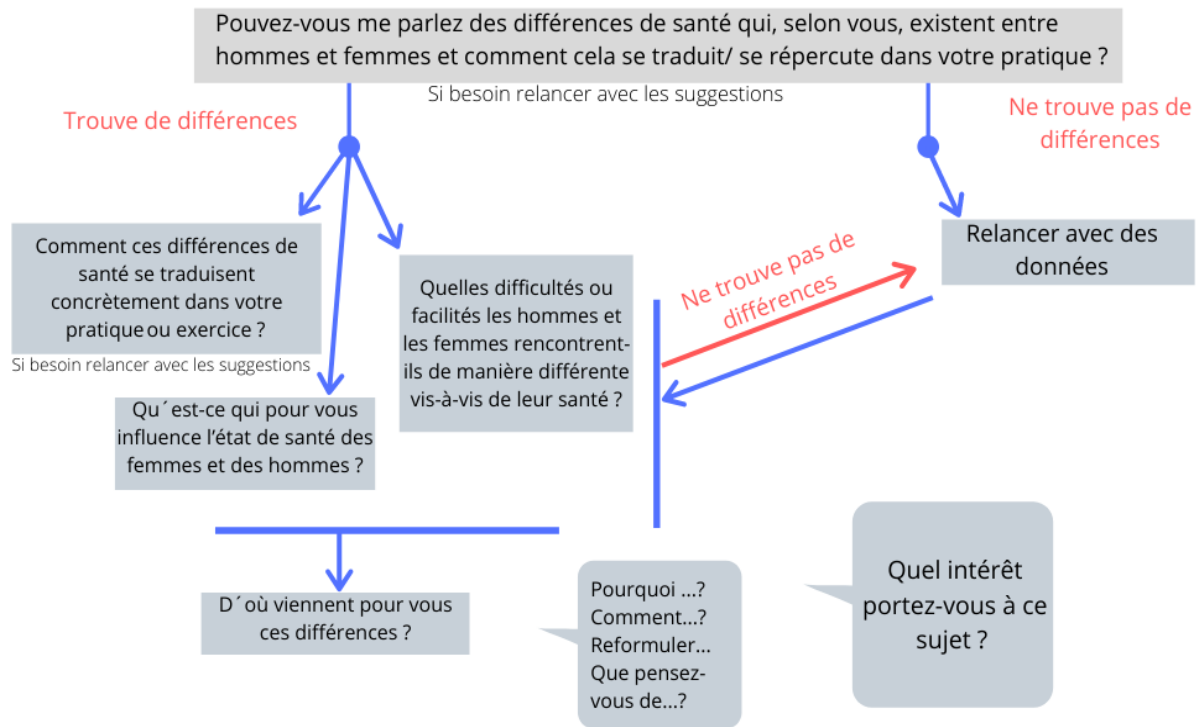 Pouvez-vous me parlez des différences de santé qui, selon vous, existent entre
hommes et femmes et comment cela se traduit/ se répercute dans votre pratique ?
Si besoin relancer avec les suggestions
Trouve de différences
Ne trouve pas de
différences
Comment ces différences de
santé se traduisent
concrètement dans votre
pratique ou exercice ?
Si besoin relancer avec les suggestions
Quelles difficultés ou
facilités les hommes et
les femmes rencontrent-
ils de manière différente
vis-à-vis de leur santé ?
Ne trouve pas de
différences
Relancer avec des
données
Qu´est-ce qui pour vous
influence l’état de santé des
femmes et des hommes ?
D´où viennent pour vous
ces différences ?
Pourquoi ...?
Comment...?
Reformuler...
Que pensez-
vous de...?
Quel intérêt
portez-vous à ce
sujet ?